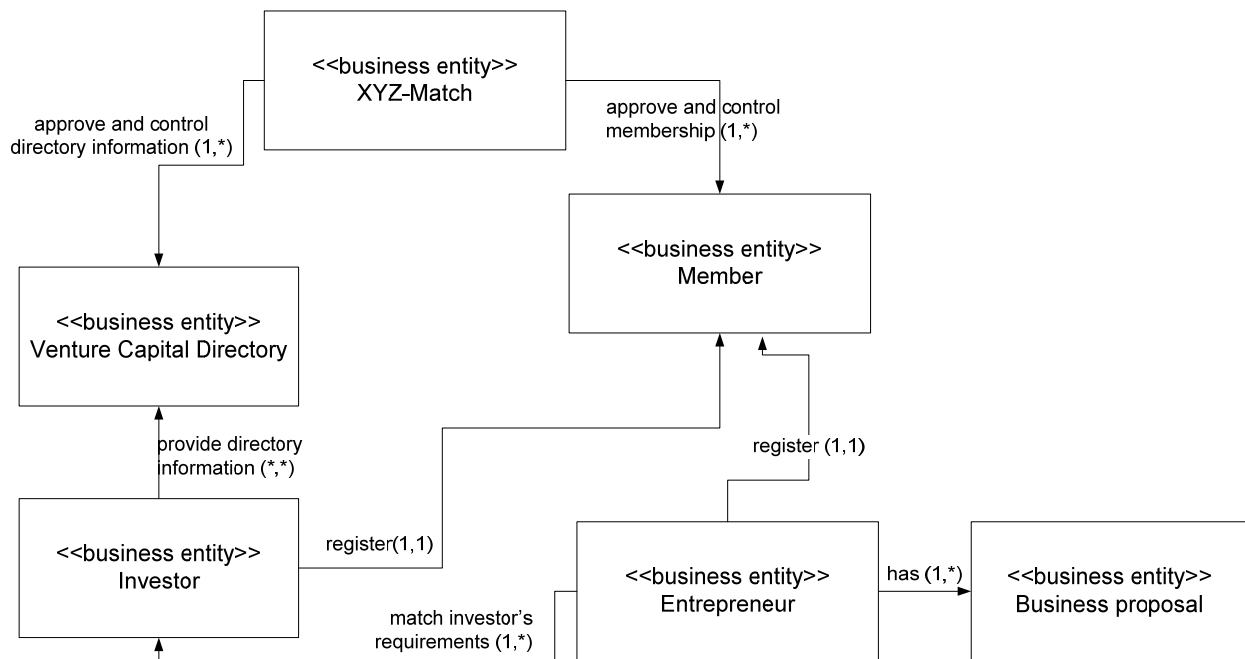 <<business entity>>
XYZ-Match
approve and control
directory information (1,*)
approve and control
membership (1,*)
<<business entity>>
Member
<<business entity>>
Venture Capital Directory
provide directory
information (*,*)
register (1,1)
<<business entity>>
Investor
register(1,1)
<<business entity>>
Entrepreneur
has (1,*)
<<business entity>>
Business proposal
match investor's
requirements (1,*)